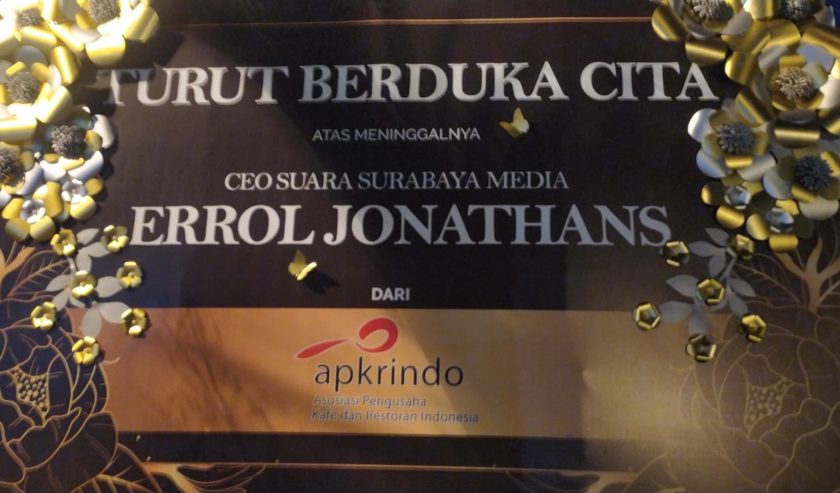 TURUT BERDUKA CITA
ATAS MENINGGALNYA
CEO SUARA SURABAYA MEDIA
ERROL JONATHANS
DARI
apkrindo
Asosiasi Pengusaha
Kafe dan Restoran Indonesia